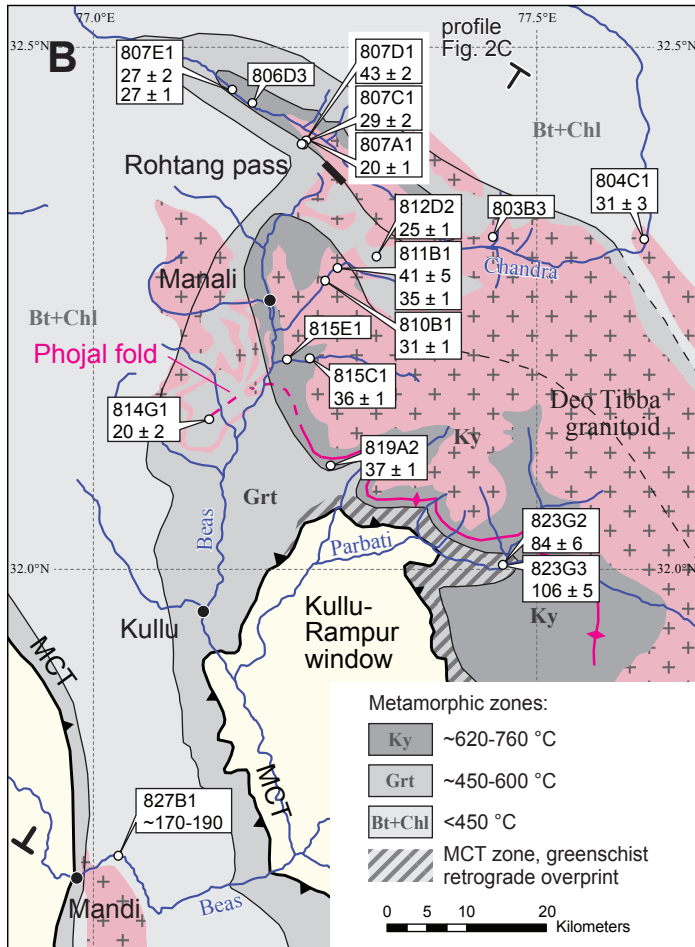 B
77.0°E
77.5°E
32.5°N
32.5°N
profile
Fig. 2C
807E1
27 ± 2
27 ± 1
806D3
807D1
43 ± 2
807C1
29 ± 2
807A1
20 ± 1
Bt+Chl
Rohtang pass
804C1
31 ± 3
803B3
812D2
25 ± 1
811B1
41 ± 5
35 ± 1
810B1
31 ± 1
Chandra
Manali
Bt+Chl
815E1
Phojal fold
815C1
36 ± 1
Deo Tibba
granitoid
814G1
20 ± 2
Ky
819A2
37 ± 1
Grt
Beas
Parbati
823G2
84 ± 6
823G3
106 ± 5
32.0°N
32.0°N
Kullu
Kullu-
Rampur
window
Ky
MCT
MCT
827B1
~170-190
Mandi
Beas
Metamorphic zones:
Ky ~620-760 °C
Grt ~450-600 °C
Bt+Chl <450 °C
MCT zone, greenschist
retrograde overprint
0 5 10 20
Kilometers